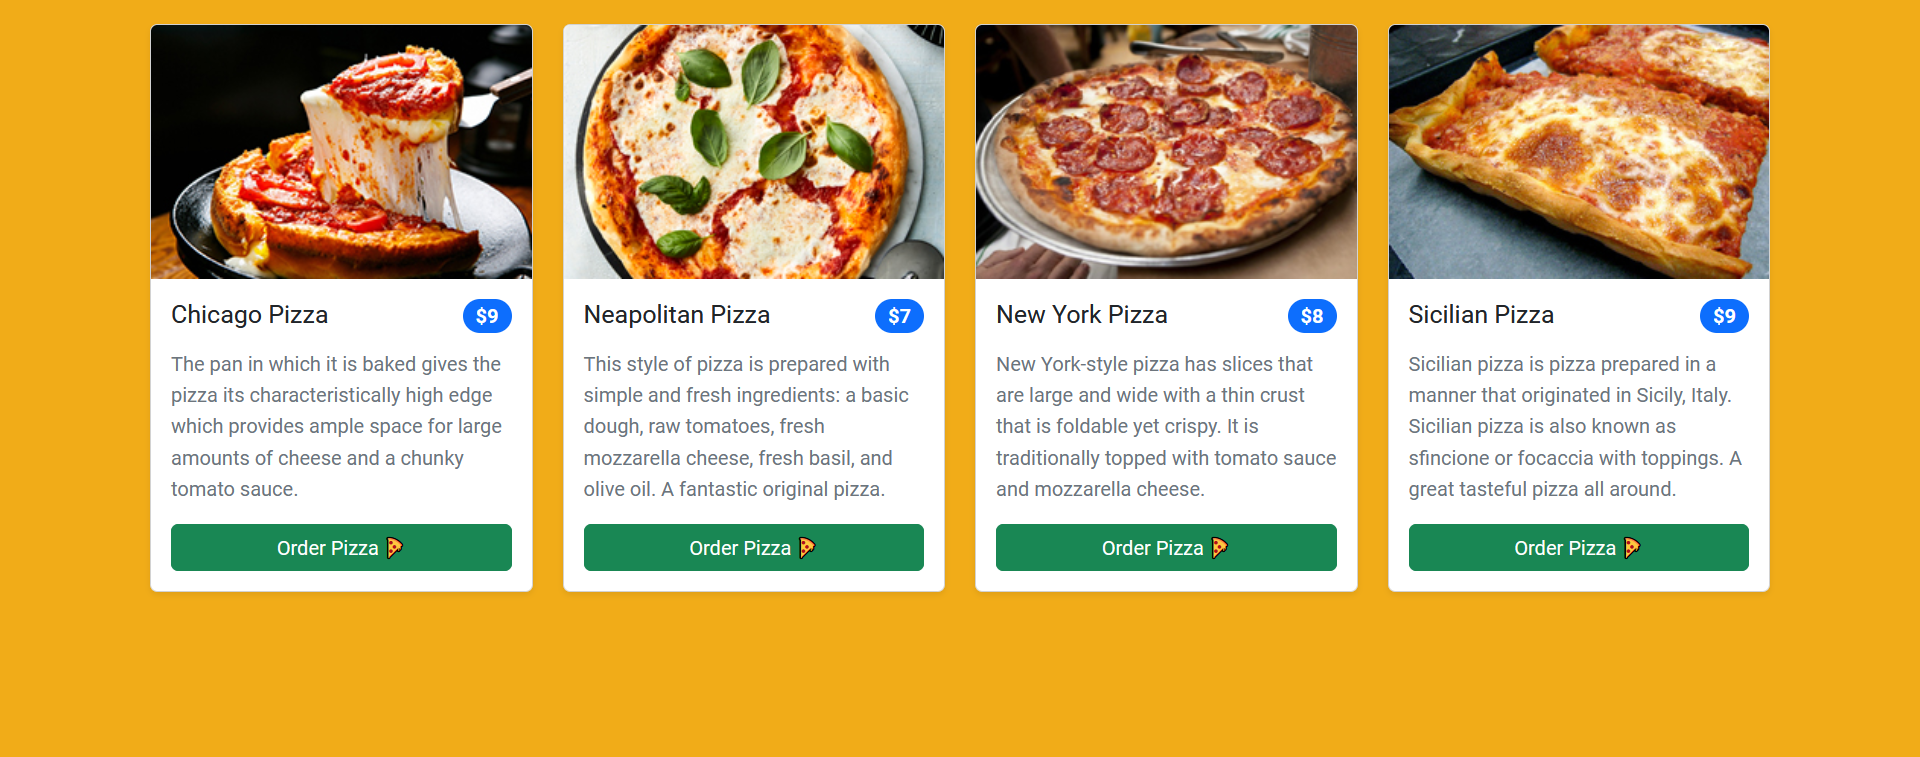 Chicago Pizza $9
The pan in which it is baked gives the
pizza its characteristically high edge
which provides ample space for large
amounts of cheese and a chunky
tomato sauce.
Order Pizza 🍕
Neapolitan Pizza $7
This style of pizza is prepared with
simple and fresh ingredients: a basic
dough, raw tomatoes, fresh
mozzarella cheese, fresh basil, and
olive oil. A fantastic original pizza.
Order Pizza 🍕
New York Pizza $8
New York-style pizza has slices that
are large and wide with a thin crust
that is foldable yet crispy. It is
traditionally topped with tomato sauce
and mozzarella cheese.
Order Pizza 🍕
Sicilian Pizza $9
Sicilian pizza is pizza prepared in a
manner that originated in Sicily, Italy.
Sicilian pizza is also known as
sfincione or focaccia with toppings. A
great tasteful pizza all around.
Order Pizza 🍕